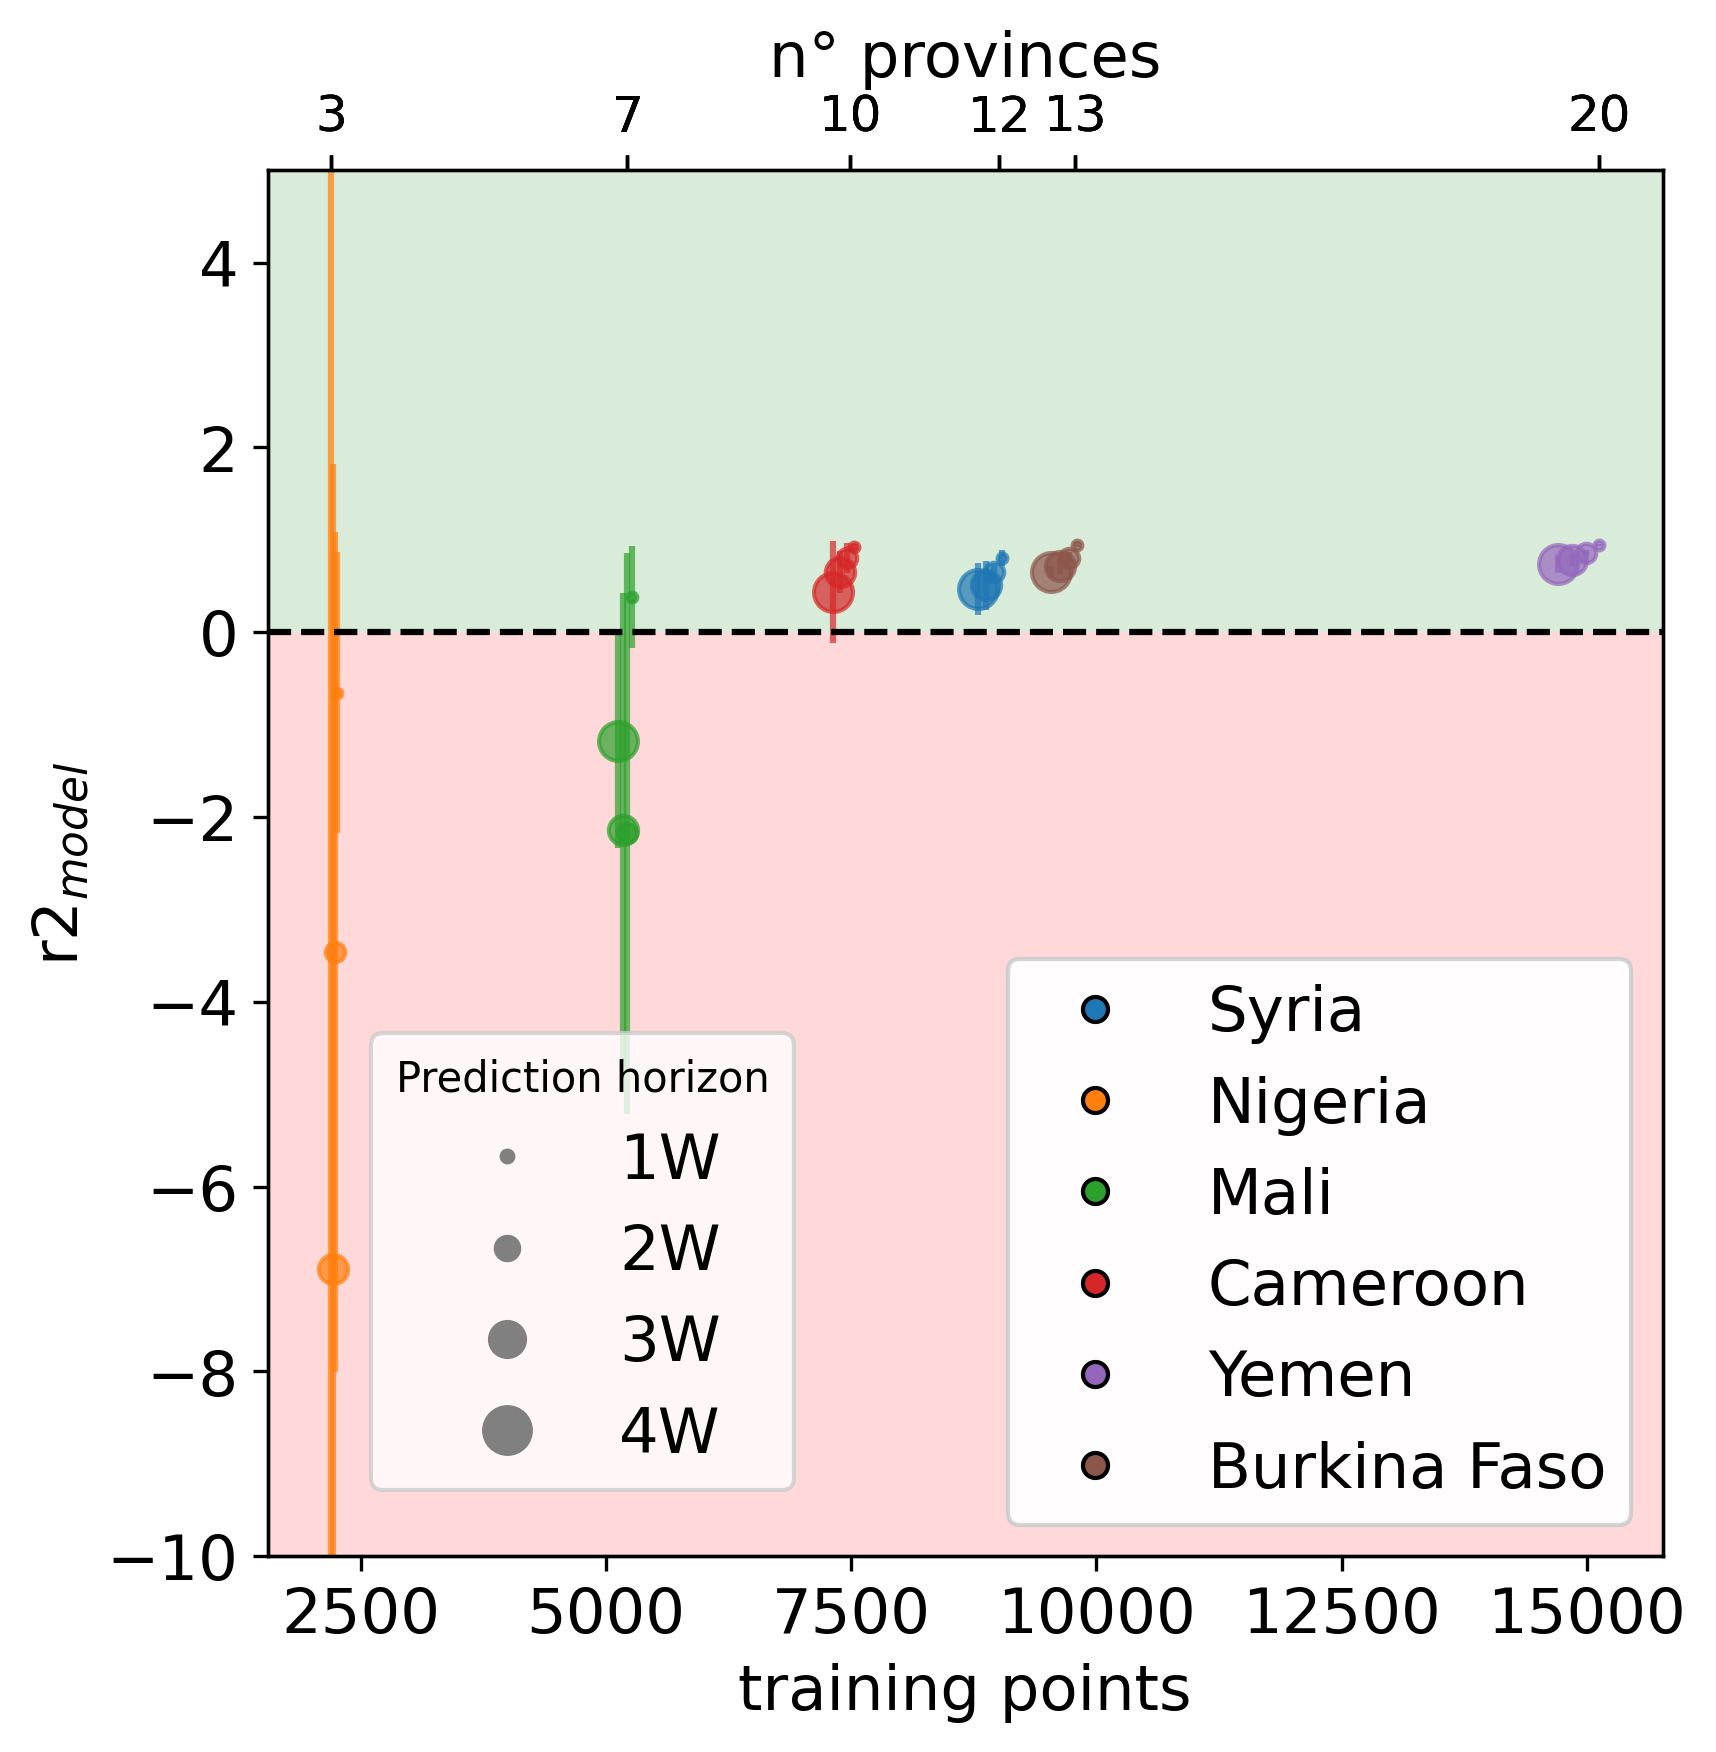 n° provinces
3 7 10 12 13 20
4
2
0
−2
−4
−6
−8
−10
r2model
Prediction horizon
1W
2W
3W
4W
Syria
Nigeria
Mali
Cameroon
Yemen
Burkina Faso
2500 5000 7500 10000 12500 15000
training points